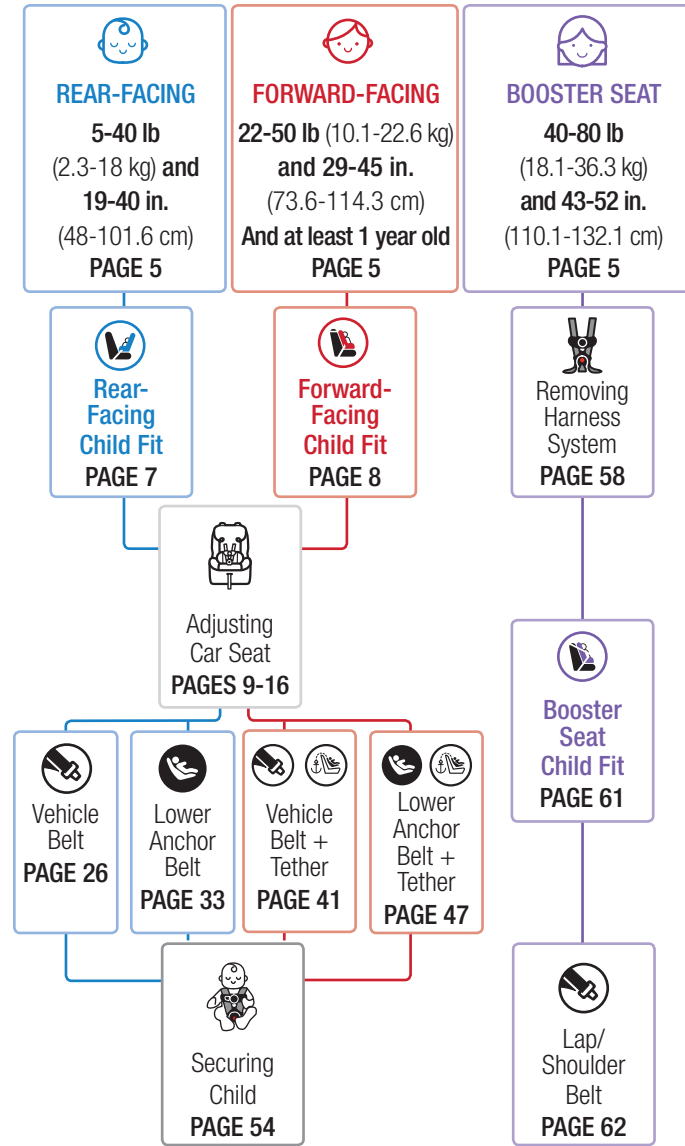 REAR-FACING
5-40 lb
(2.3-18 kg) and
19-40 in.
(48-101.6 cm)
PAGE 5
FORWARD-FACING
22-50 lb (10.1-22.6 kg)
and 29-45 in.
(73.6-114.3 cm)
And at least 1 year old
PAGE 5
BOOSTER SEAT
40-80 lb
(18.1-36.3 kg)
and 43-52 in.
(110.1-132.1 cm)
PAGE 5
Rear-
Facing
Child Fit
PAGE 7
Forward-
Facing
Child Fit
PAGE 8
Removing
Harness
System
PAGE 58
Adjusting
Car Seat
PAGES 9-16
Booster
Seat
Child Fit
PAGE 61
Vehicle
Belt
PAGE 26
Lower
Anchor
Belt
PAGE 33
Vehicle
Belt +
Tether
PAGE 41
Lower
Anchor
Belt +
Tether
PAGE 47
Securing
Child
PAGE 54
Lap/
Shoulder
Belt
PAGE 62